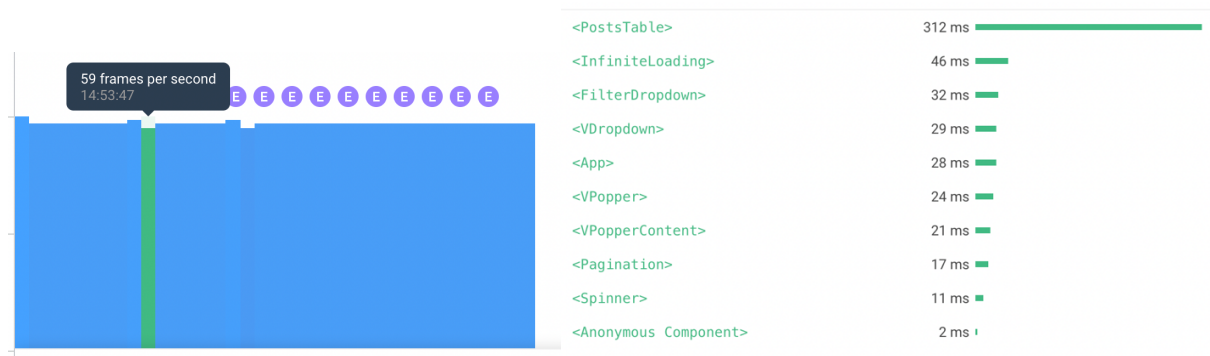 59 frames per second
14:53:47
E E E E E E E E E E
<PostsTable> 312 ms
<InfiniteLoading> 46 ms
<FilterDropdown> 32 ms
<VDropdown> 29 ms
<App> 28 ms
<VPopper> 24 ms
<VPopperContent> 21 ms
<Pagination> 17 ms
<Spinner> 11 ms
<Anonymous Component> 2 ms